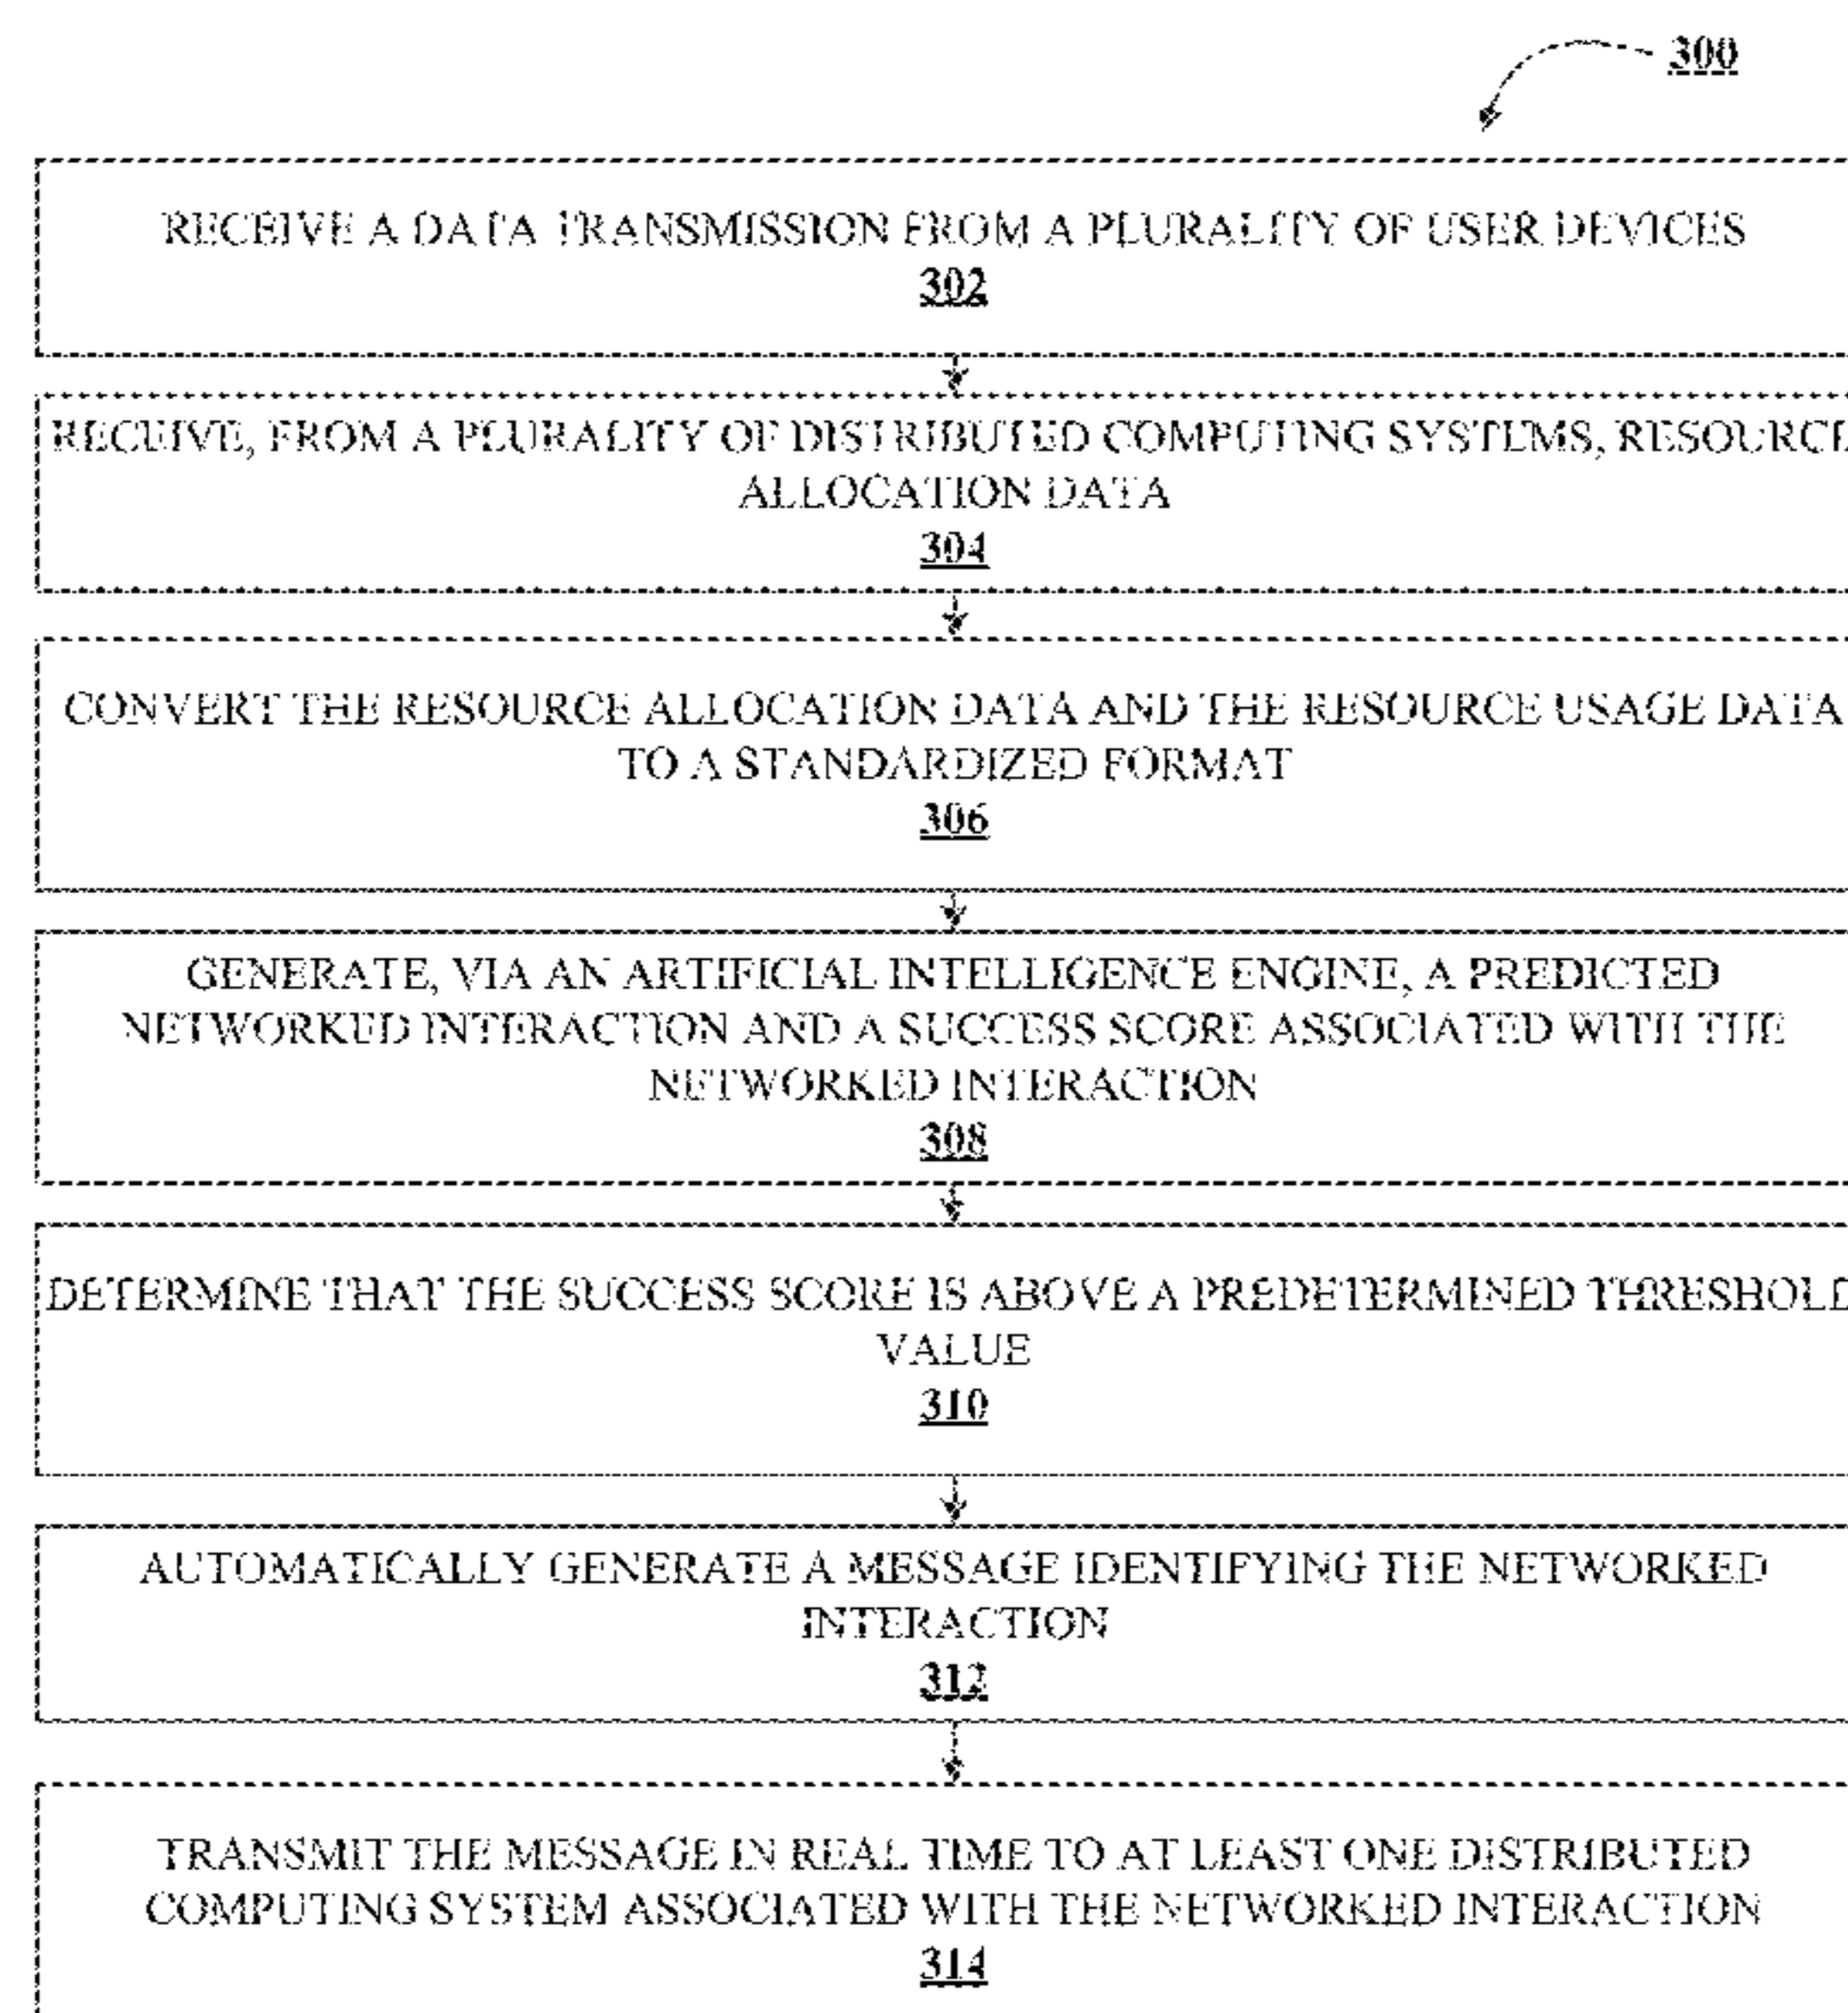 300
RECEIVE A DATA TRANSMISSION FROM A PLURALITY OF USER DEVICES
302
RECEIVE, FROM A PLURALITY OF DISTRIBUTED COMPUTING SYSTEMS, RESOURCE
ALLOCATION DATA
304
CONVERT THE RESOURCE ALLOCATION DATA AND THE RESOURCE USAGE DATA
TO A STANDARDIZED FORMAT
306
GENERATE, VIA AN ARTIFICIAL INTELLIGENCE ENGINE, A PREDICTED
NETWORKED INTERACTION AND A SUCCESS SCORE ASSOCIATED WITH THE
NETWORKED INTERACTION
308
DETERMINE THAT THE SUCCESS SCORE IS ABOVE A PREDETERMINED THRESHOLD
VALUE
310
AUTOMATICALLY GENERATE A MESSAGE IDENTIFYING THE NETWORKED
INTERACTION
312
TRANSMIT THE MESSAGE IN REAL TIME TO AT LEAST ONE DISTRIBUTED
COMPUTING SYSTEM ASSOCIATED WITH THE NETWORKED INTERACTION
314